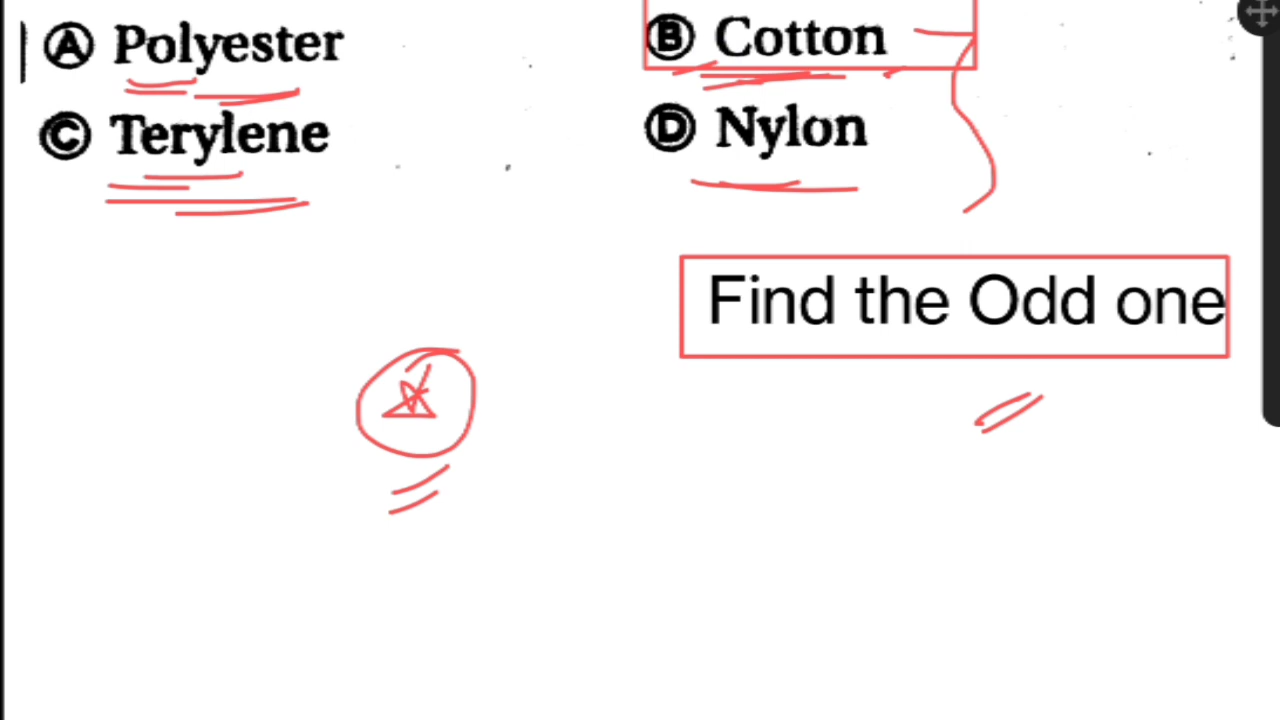 Ⓐ Polyester Ⓑ Cotton
Ⓒ Terylene Ⓓ Nylon
Find the Odd one